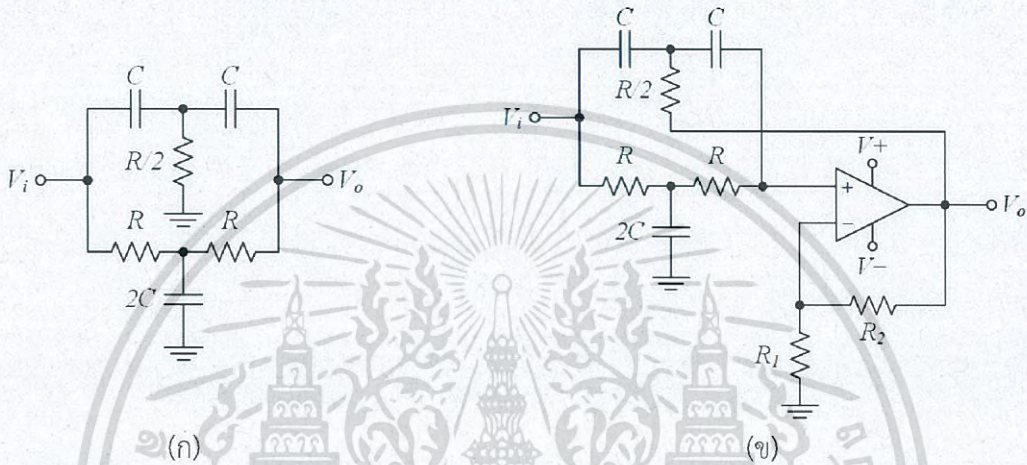 C C
R/2
V_i V_o
R R
2C
(ก)
C C
R/2
V_i
R R
2C
V+
+
−
V−
V_o
R_2
R_1
(ข)